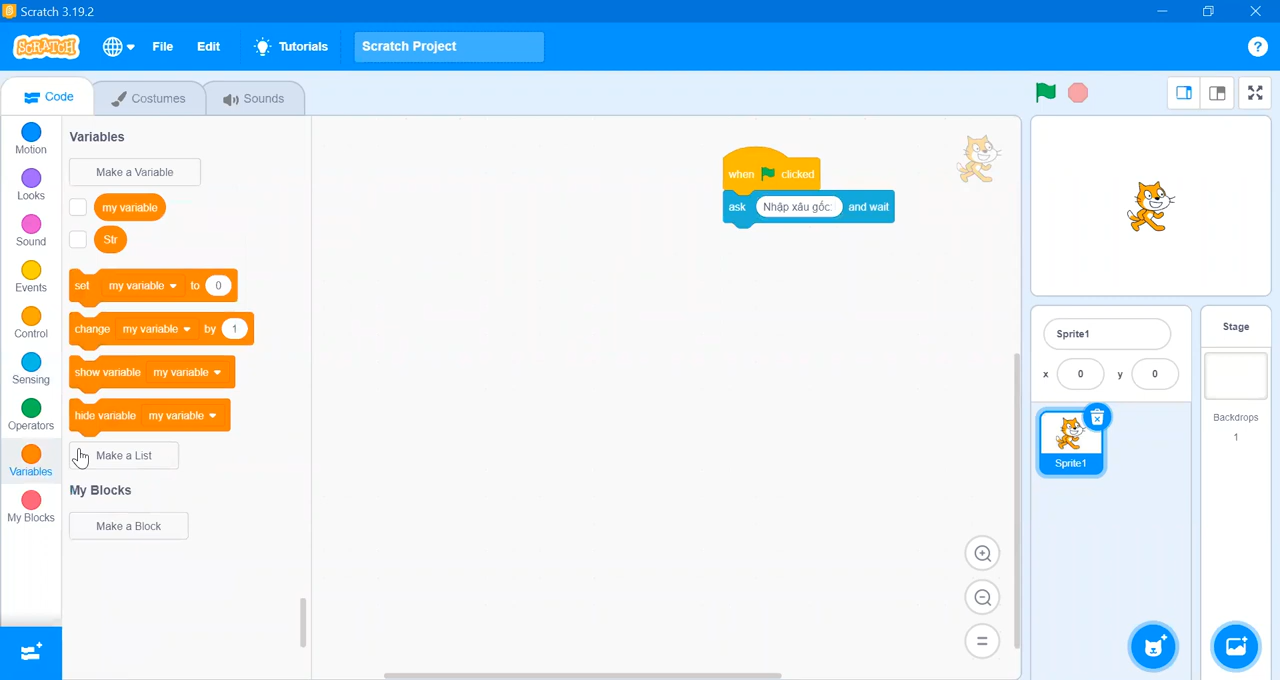 Scratch 3.19.2
SCRATCH
File
Edit
Tutorials
Scratch Project
?
Code
Costumes
Sounds
Motion
Looks
Sound
Events
Control
Sensing
Operators
Variables
My Blocks
Variables
Make a Variable
my variable
Str
set my variable to 0
change my variable by 1
show variable my variable
hide variable my variable
Make a List
My Blocks
Make a Block
when clicked
ask Nhập xâu gốc: and wait
Sprite1
x 0 y 0
Sprite1
Stage
Backdrops
1